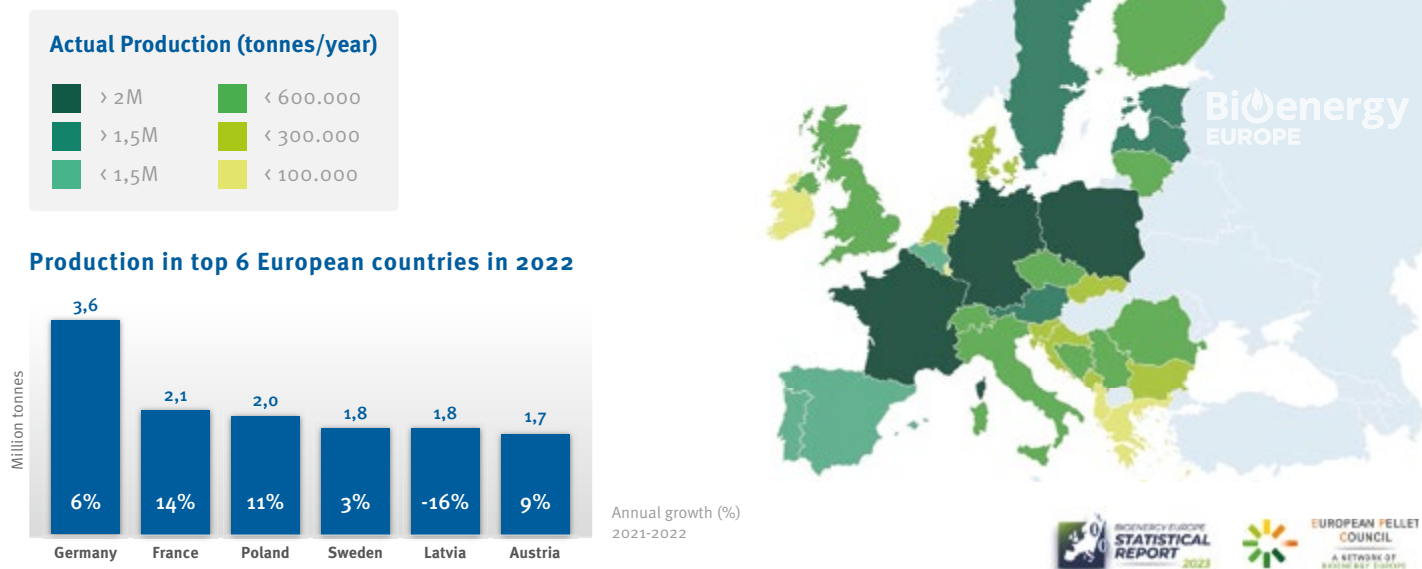 Actual Production (tonnes/year)
> 2M
< 600.000
> 1,5M
< 300.000
< 1,5M
< 100.000
Bioenergy
EUROPE
Production in top 6 European countries in 2022
Million tonnes
3,6
2,1
2,0
1,8
1,8
1,7
6%
14%
11%
3%
-16%
9%
Germany
France
Poland
Sweden
Latvia
Austria
Annual growth (%)
2021-2022
BIOENERGY EUROPE
STATISTICAL
REPORT
2023
EUROPEAN PELLET
COUNCIL
A NETWORK OF
BIOENERGY EUROPE